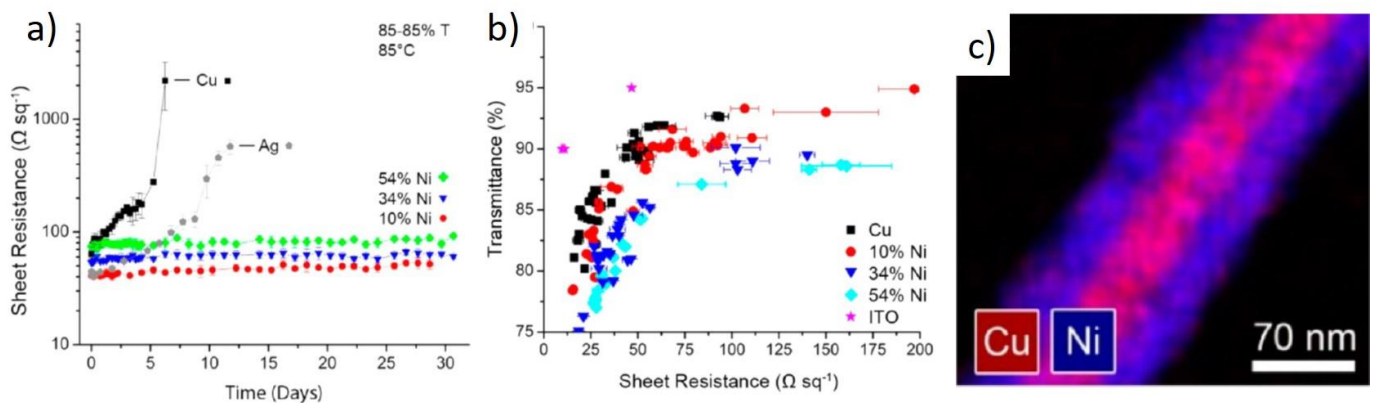 a)
85-85% T
85°C
Cu
Ag
54% Ni
34% Ni
10% Ni
1000
100
10
Sheet Resistance (Ω sq⁻¹)
0 5 10 15 20 25 30
Time (Days)
b)
95
90
85
80
75
Transmittance (%)
Cu
10% Ni
34% Ni
54% Ni
ITO
0 25 50 75 100 125 150 175 200
Sheet Resistance (Ω sq⁻¹)
c)
Cu Ni
70 nm